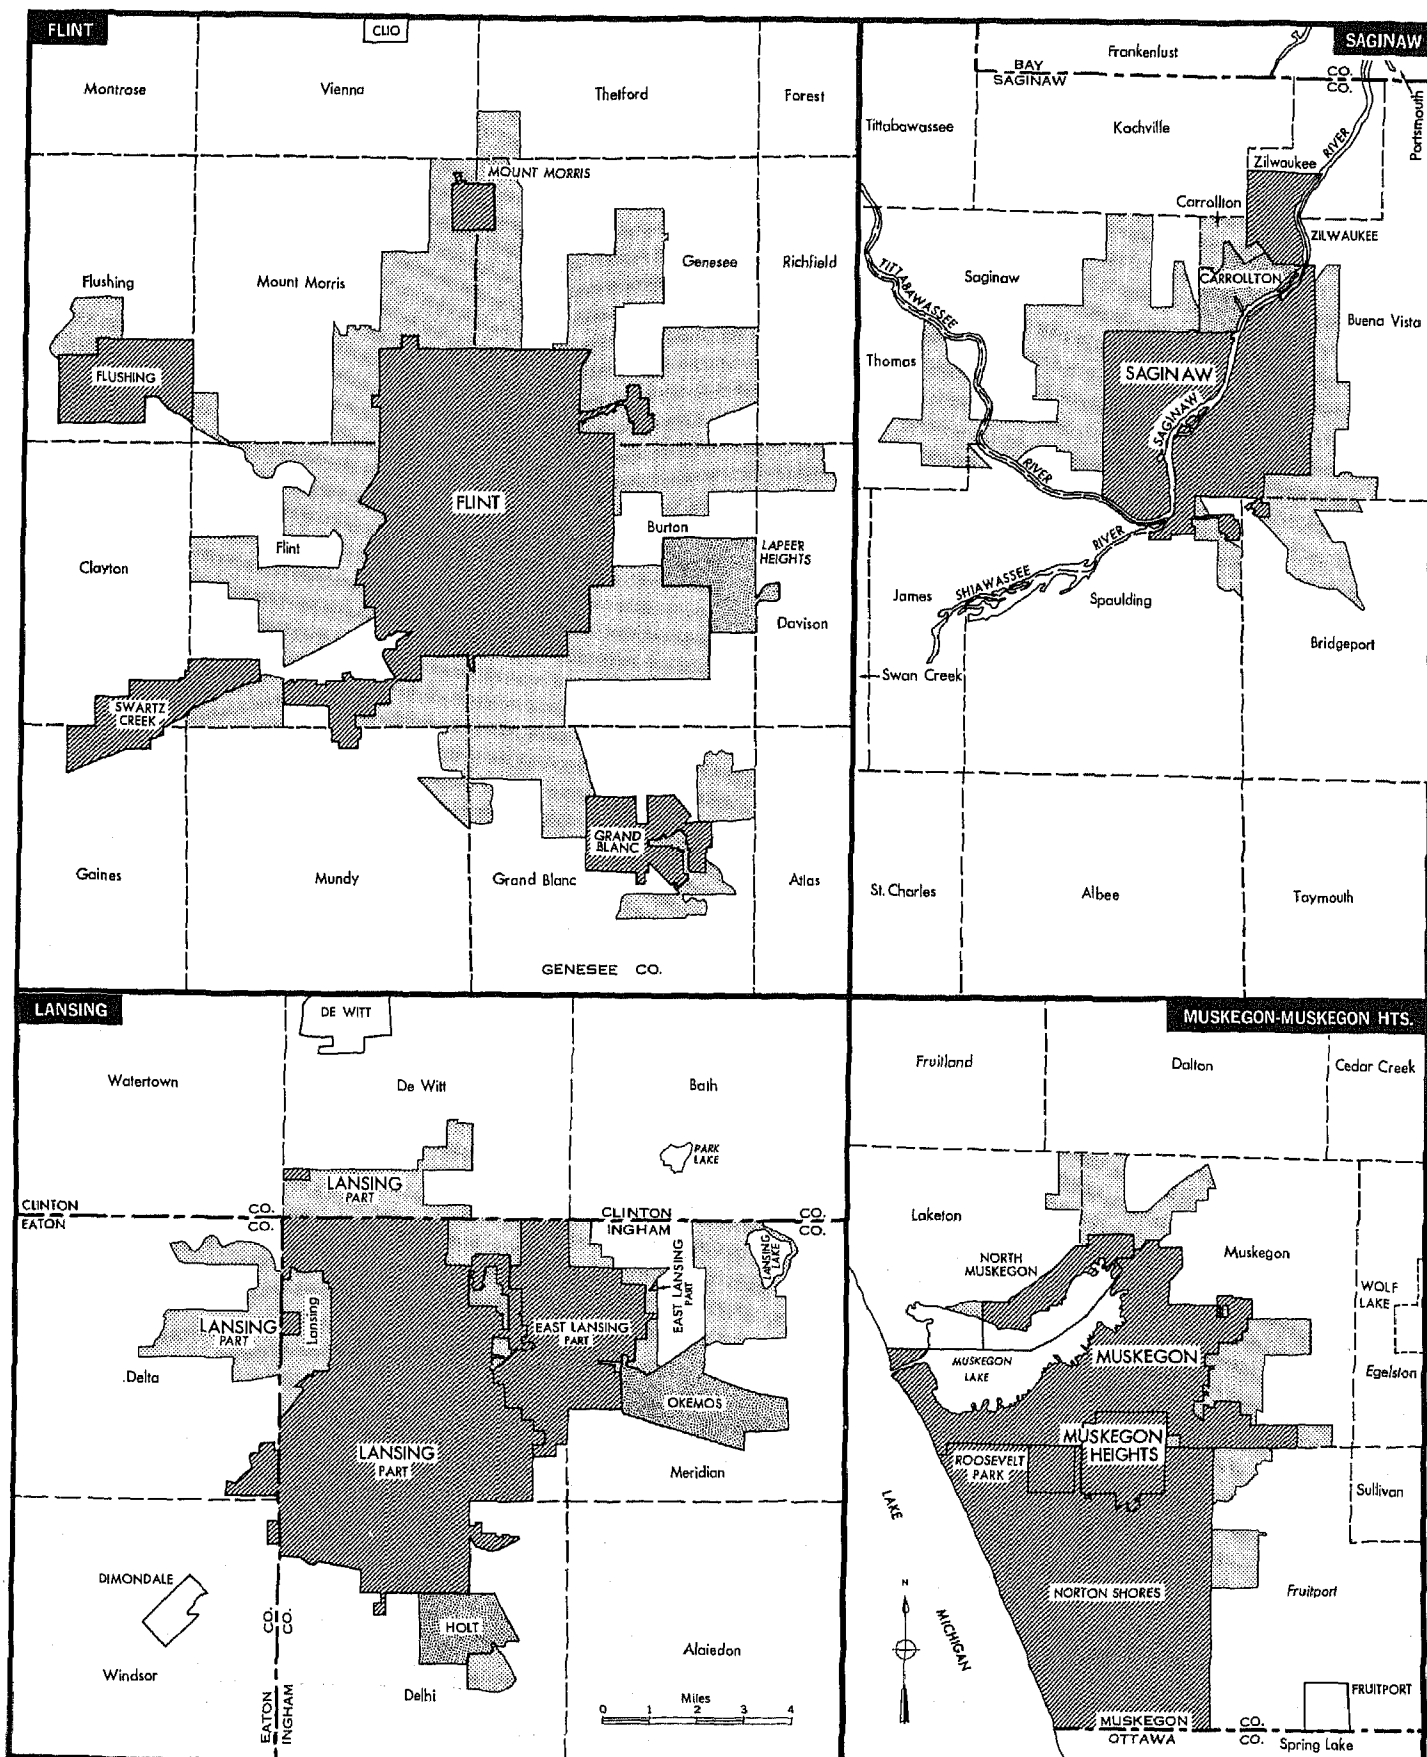 FLINT
CLIO
Montrose
Vienna
Thetford
Forest
MOUNT MORRIS
Flushing
Mount Morris
Genesee
Richfield
FLUSHING
FLINT
Burton
LAPEER
HEIGHTS
Clayton
Flint
Davison
SWARTZ
CREEK
GRAND
BLANC
Gaines
Mundy
Grand Blanc
Atlas
GENESEE CO.
SAGINAW
Frankenlust
BAY
SAGINAW
CO.
CO.
Portsmouth
Tittabawassee
Kochville
RIVER
Zilwaukee
Carrollton
ZILWAUKEE
Saginaw
TITTABAWASSEE
CARROLLTON
Buena Vista
Thomas
SAGINAW
SAGINAW
RIVER
RIVER
James
SHIAWASSEE
Spaulding
Bridgeport
Swan Creek
St. Charles
Albee
Taymouth
LANSING
DE WITT
Watertown
De Witt
Bath
PARK
LAKE
LANSING
PART
CLINTON
EATON
CO.
CO.
CLINTON
INGHAM
CO.
CO.
LANSING
LAKE
EAST LANSING
PART
LANSING
PART
Lansing
EAST LANSING
PART
Delta
OKEMOS
LANSING
PART
Meridian
DIMONDALE
CO.
CO.
HOLT
Windsor
Delhi
Alaiedon
EATON
INGHAM
Miles
0 1 2 3 4
MUSKEGON-MUSKEGON HTS.
Fruitland
Dalton
Cedar Creek
Laketon
NORTH
MUSKEGON
Muskegon
WOLF
LAKE
MUSKEGON
LAKE
MUSKEGON
Egelston
MUSKEGON
HEIGHTS
ROOSEVELT
PARK
Sullivan
LAKE
MICHIGAN
N
NORTON SHORES
Fruitport
FRUITPORT
MUSKEGON
OTTAWA
CO.
CO.
Spring Lake